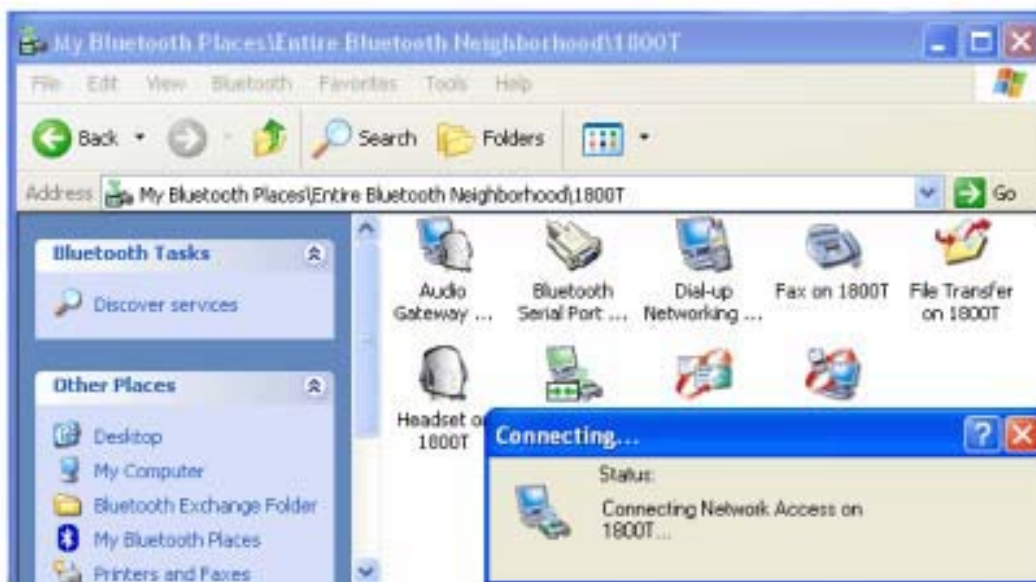 My Bluetooth Places\Entire Bluetooth Neighborhood\1800T
File Edit View Bluetooth Favorites Tools Help
Back Search Folders
Address My Bluetooth Places\Entire Bluetooth Neighborhood\1800T Go
Bluetooth Tasks
Discover services
Other Places
Desktop
My Computer
Bluetooth Exchange Folder
My Bluetooth Places
Printers and Faxes
Audio
Gateway ...
Bluetooth
Serial Port ...
Dial-up
Networking ...
Fax on 1800T
File Transfer
on 1800T
Headset o
1800T
Connecting...
Status:
Connecting Network Access on
1800T...